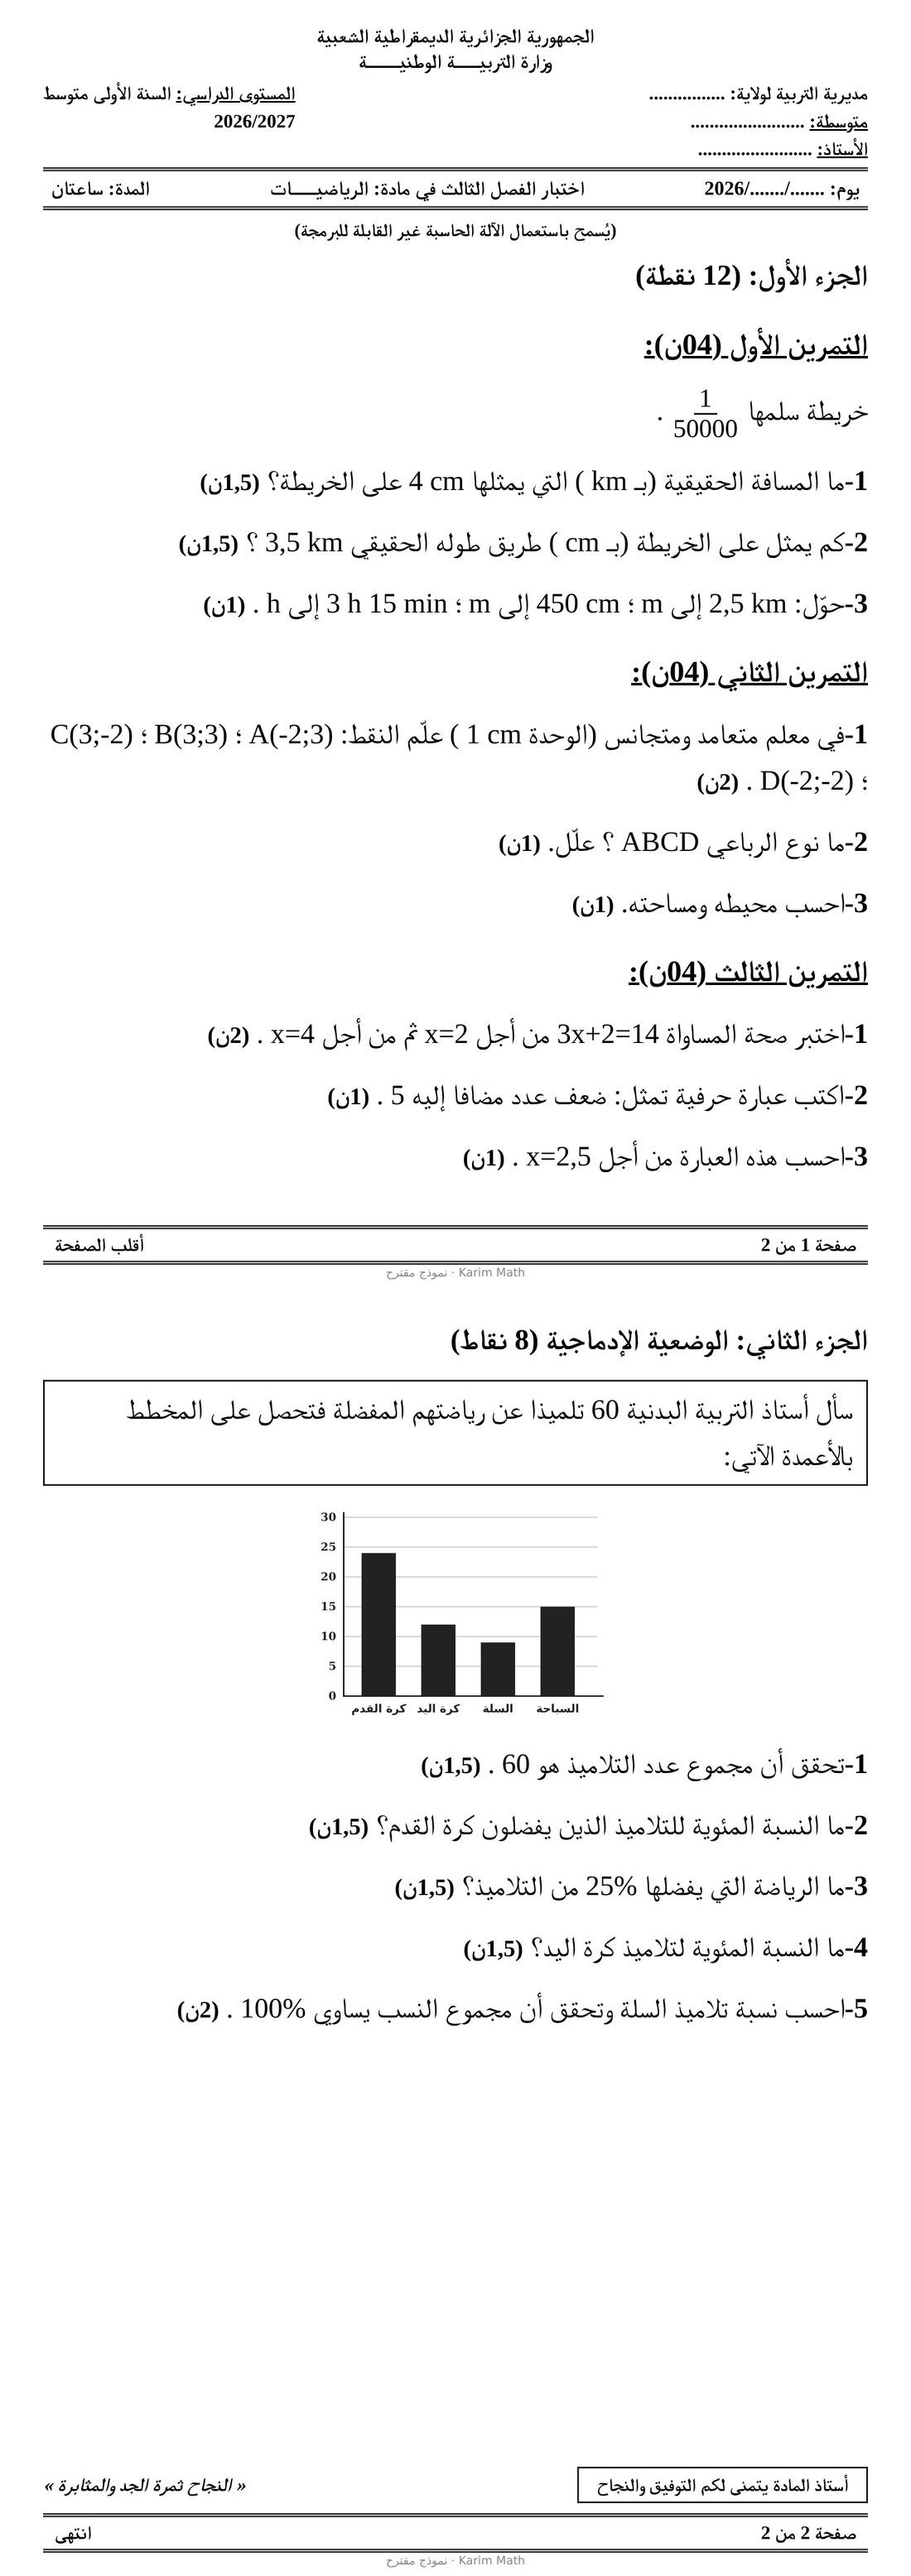 الجمهورية الجزائرية الديمقراطية الشعبية
وزارة التربيـــــة الوطنيـــــــة
مديرية التربية لولاية: ................
المستوى الدراسي: السنة الأولى متوسط
متوسطة: ........................
2026/2027
الأستاذ: ........................
يوم: ......./......./2026
اختبار الفصل الثالث في مادة: الرياضيـــــات
المدة: ساعتان
(يُسمح باستعمال الآلة الحاسبة غير القابلة للبرمجة)
الجزء الأول: (12 نقطة)
التمرين الأول (04ن):
خريطة سلمها 1/50000 .
1-ما المسافة الحقيقية (بـ km ) التي يمثلها 4 cm على الخريطة؟ (1,5ن)
2-كم يمثل على الخريطة (بـ cm ) طريق طوله الحقيقي 3,5 km ؟ (1,5ن)
3-حوّل: 2,5 km إلى m ؛ 450 cm إلى m ؛ 3 h 15 min إلى h . (1ن)
التمرين الثاني (04ن):
1-في معلم متعامد ومتجانس (الوحدة 1 cm ) علّم النقط: A(-2;3) ؛ B(3;3) ؛ C(3;-2)
؛ D(-2;-2) . (2ن)
2-ما نوع الرباعي ABCD ؟ علّل. (1ن)
3-احسب محيطه ومساحته. (1ن)
التمرين الثالث (04ن):
1-اختبر صحة المساواة 3x+2=14 من أجل x=2 ثم من أجل x=4 . (2ن)
2-اكتب عبارة حرفية تمثل: ضعف عدد مضافا إليه 5 . (1ن)
3-احسب هذه العبارة من أجل x=2,5 . (1ن)
صفحة 1 من 2
أقلب الصفحة
Karim Math · نموذج مقترح
الجزء الثاني: الوضعية الإدماجية (8 نقاط)
سأل أستاذ التربية البدنية 60 تلميذا عن رياضتهم المفضلة فتحصل على المخطط
بالأعمدة الآتي:
30
25
20
15
10
5
0
كرة القدم
كرة اليد
السلة
السباحة
1-تحقق أن مجموع عدد التلاميذ هو 60 . (1,5ن)
2-ما النسبة المئوية للتلاميذ الذين يفضلون كرة القدم؟ (1,5ن)
3-ما الرياضة التي يفضلها 25% من التلاميذ؟ (1,5ن)
4-ما النسبة المئوية لتلاميذ كرة اليد؟ (1,5ن)
5-احسب نسبة تلاميذ السلة وتحقق أن مجموع النسب يساوي 100% . (2ن)
أستاذ المادة يتمنى لكم التوفيق والنجاح
« النجاح ثمرة الجد والمثابرة »
صفحة 2 من 2
انتهى
Karim Math · نموذج مقترح